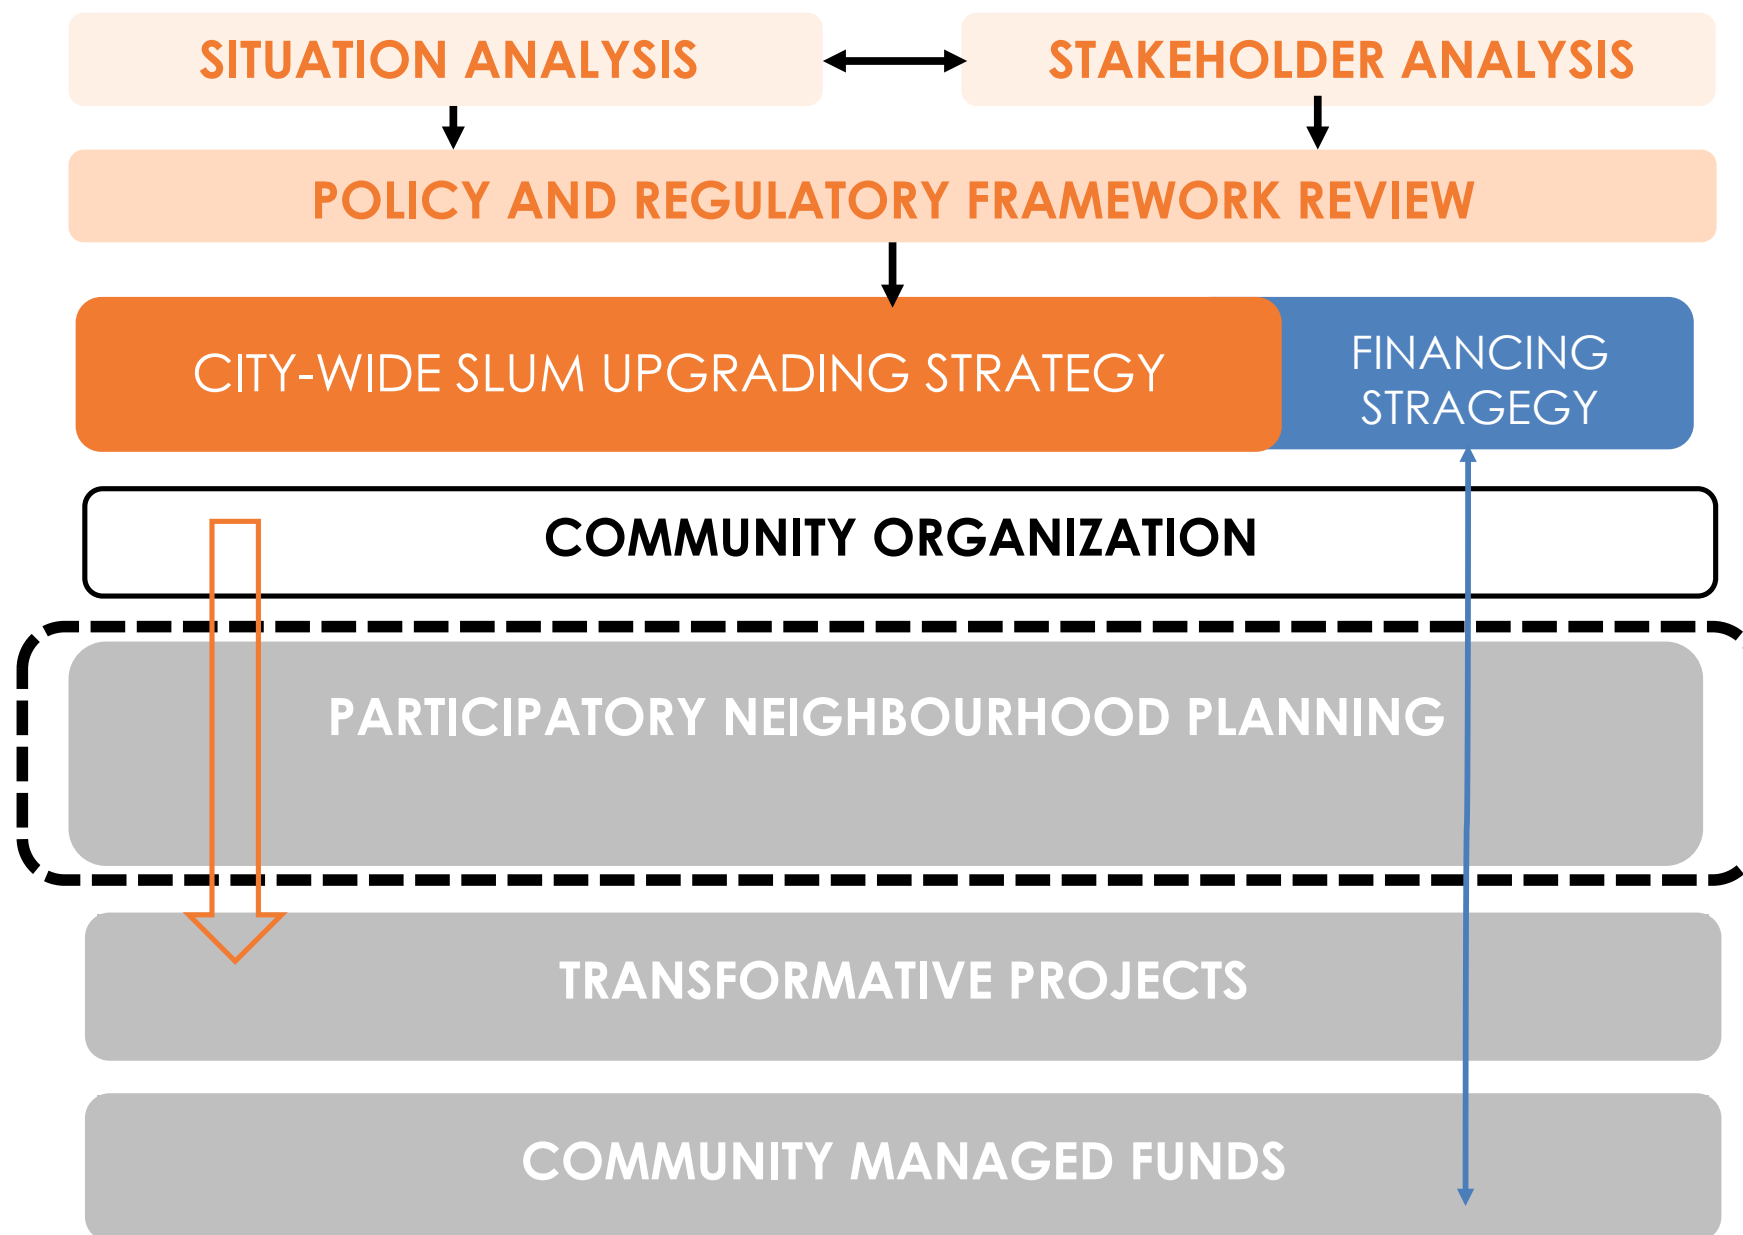 SITUATION ANALYSIS
STAKEHOLDER ANALYSIS
POLICY AND REGULATORY FRAMEWORK REVIEW
CITY-WIDE SLUM UPGRADING STRATEGY
FINANCING
STRAGEGY
COMMUNITY ORGANIZATION
PARTICIPATORY NEIGHBOURHOOD PLANNING
TRANSFORMATIVE PROJECTS
COMMUNITY MANAGED FUNDS